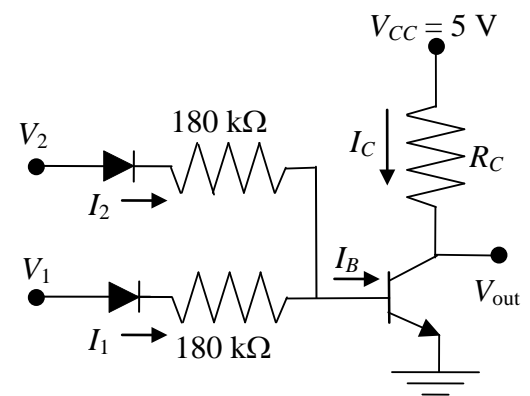 V_CC = 5 V
180 kΩ
V_2
I_C
R_C
I_2
V_1
I_B
V_out
I_1
180 kΩ